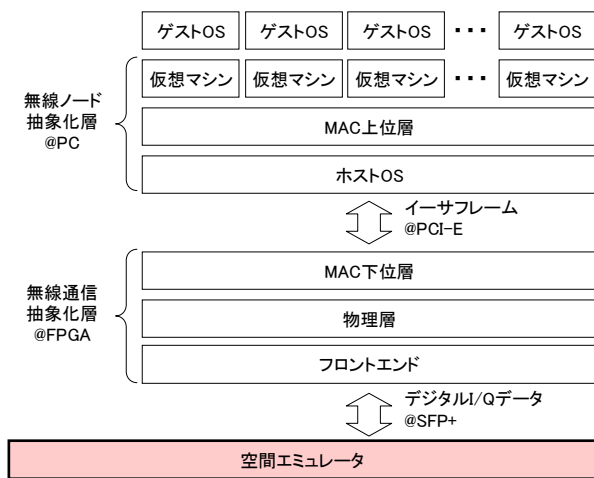 ゲストOS ゲストOS ゲストOS ・・・ ゲストOS
仮想マシン 仮想マシン 仮想マシン ・・・ 仮想マシン
無線ノード
抽象化層
@PC
MAC上位層
ホストOS
イーサフレーム
@PCI-E
MAC下位層
無線通信
抽象化層
@FPGA
物理層
フロントエンド
デジタルI/Qデータ
@SFP+
空間エミュレータ